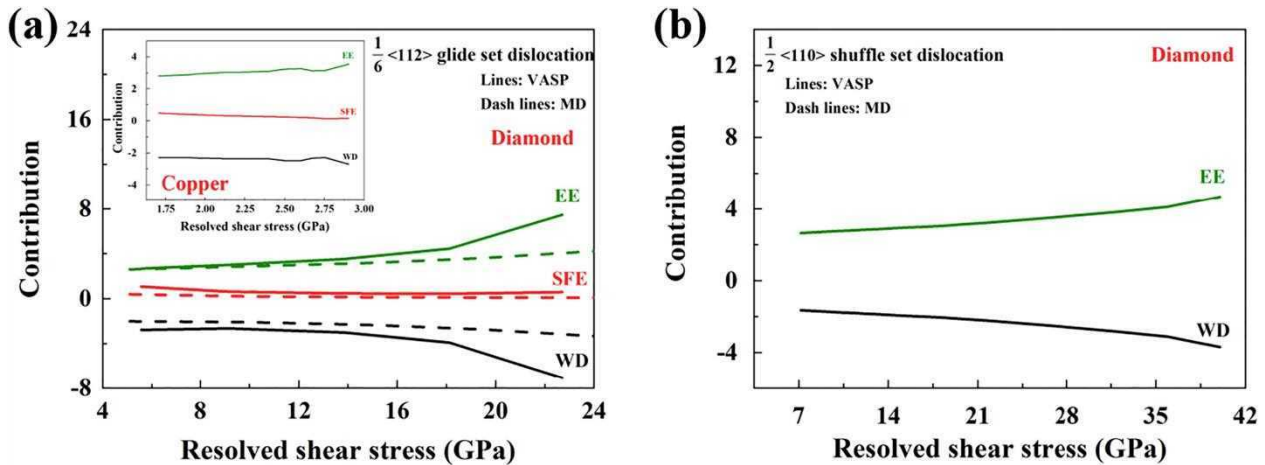 (a)
24
16
8
0
-8
Contribution
4
8
12
16
20
24
Resolved shear stress (GPa)
1/6 <112> glide set dislocation
Lines: VASP
Dash lines: MD
Diamond
EE
SFE
WD
4
2
0
-2
-4
Contribution
EE
SFE
WD
Copper
1.75 2.00 2.25 2.50 2.75 3.00
Resolved shear stress (GPa)
(b)
12
8
4
0
-4
Contribution
1/2 <110> shuffle set dislocation
Lines: VASP
Dash lines: MD
Diamond
EE
WD
7 14 21 28 35 42
Resolved shear stress (GPa)